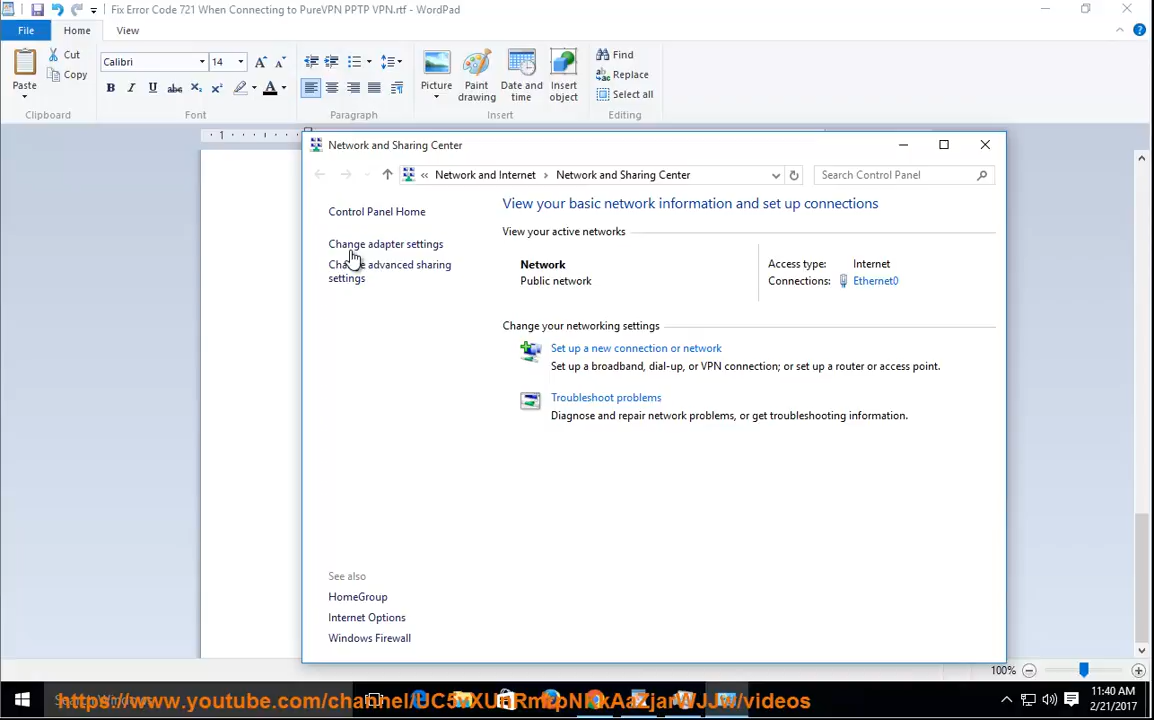 Fix Error Code 721 When Connecting to PureVPN PPTP VPN.rtf - WordPad
File Home View
Paste
Cut
Copy
Clipboard
Calibri 14
Font
Paragraph
Picture
Paint drawing
Date and time
Insert object
Insert
Find
Replace
Select all
Editing
1
Network and Sharing Center
« Network and Internet › Network and Sharing Center
Search Control Panel
Control Panel Home
Change adapter settings
Change advanced sharing
settings
View your basic network information and set up connections
View your active networks
Network
Public network
Access type: Internet
Connections: Ethernet0
Change your networking settings
Set up a new connection or network
Set up a broadband, dial-up, or VPN connection; or set up a router or access point.
Troubleshoot problems
Diagnose and repair network problems, or get troubleshooting information.
See also
HomeGroup
Internet Options
Windows Firewall
100%
11:40 AM
2/21/2017